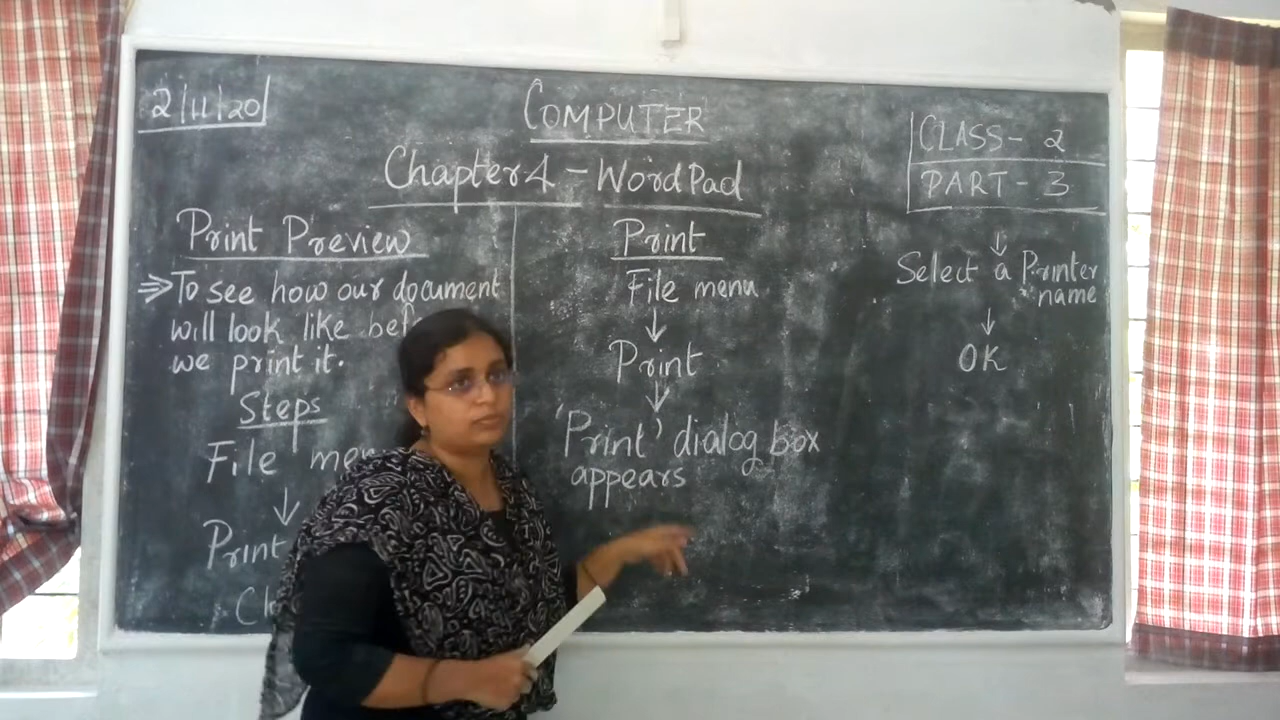 2/11/20
COMPUTER
CLASS - 2
PART - 3
Chapter 4 - WordPad
Print Preview
⇒ To see how our document
will look like
we print it.
Steps
File
↓
Print
Print
File menu
↓
Print
↓
'Print' dialog box
appears
↓
Select a Printer
name
↓
OK